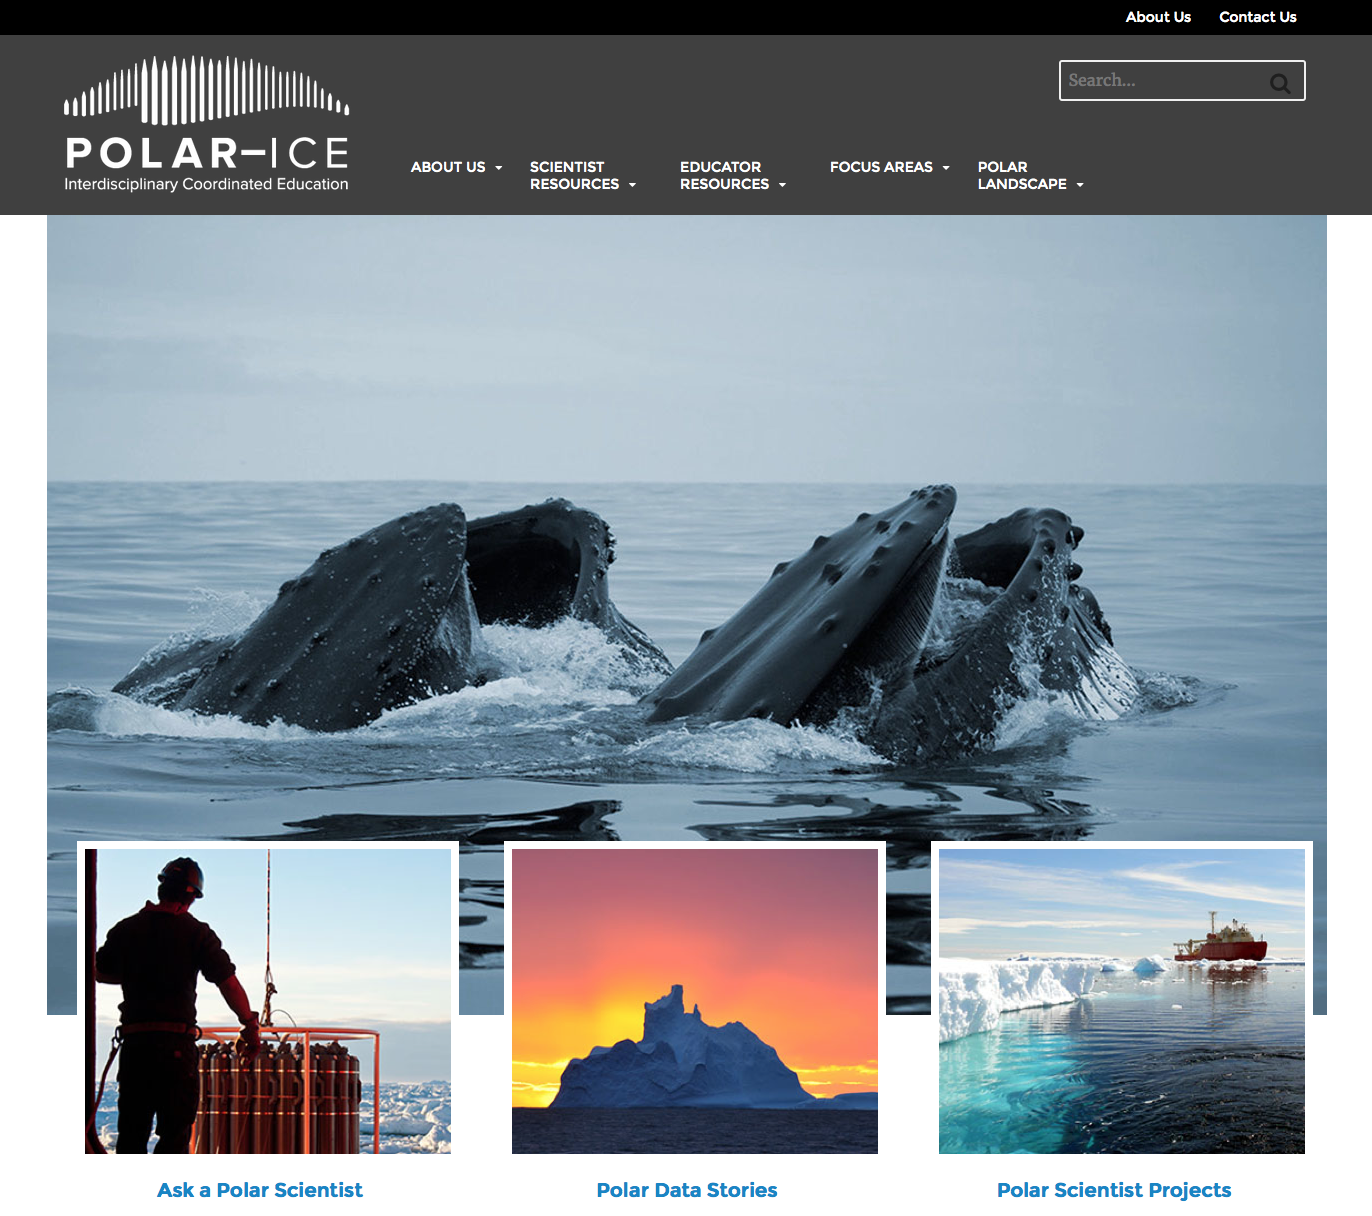 About Us Contact Us
Search...
POLAR-ICE
Interdisciplinary Coordinated Education
ABOUT US
SCIENTIST
RESOURCES
EDUCATOR
RESOURCES
FOCUS AREAS
POLAR
LANDSCAPE
Ask a Polar Scientist
Polar Data Stories
Polar Scientist Projects